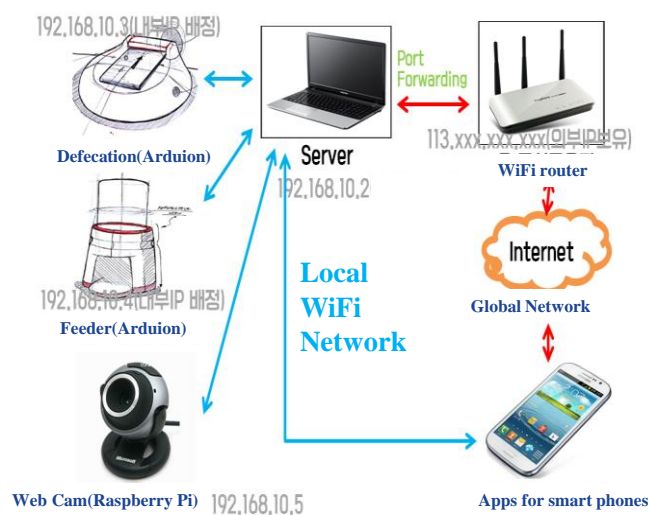 192.168.10.3(내부IP 배정)
Defecation(Arduion)
Port
Forwarding
Server
192.168.10.2
113.xxx.xxx.xxx(외부IP보유)
WiFi router
Internet
Global Network
192.168.10.4(내부IP 배정)
Feeder(Arduion)
Local
WiFi
Network
Microsoft
Web Cam(Raspberry Pi)
192.168.10.5
Apps for smart phones